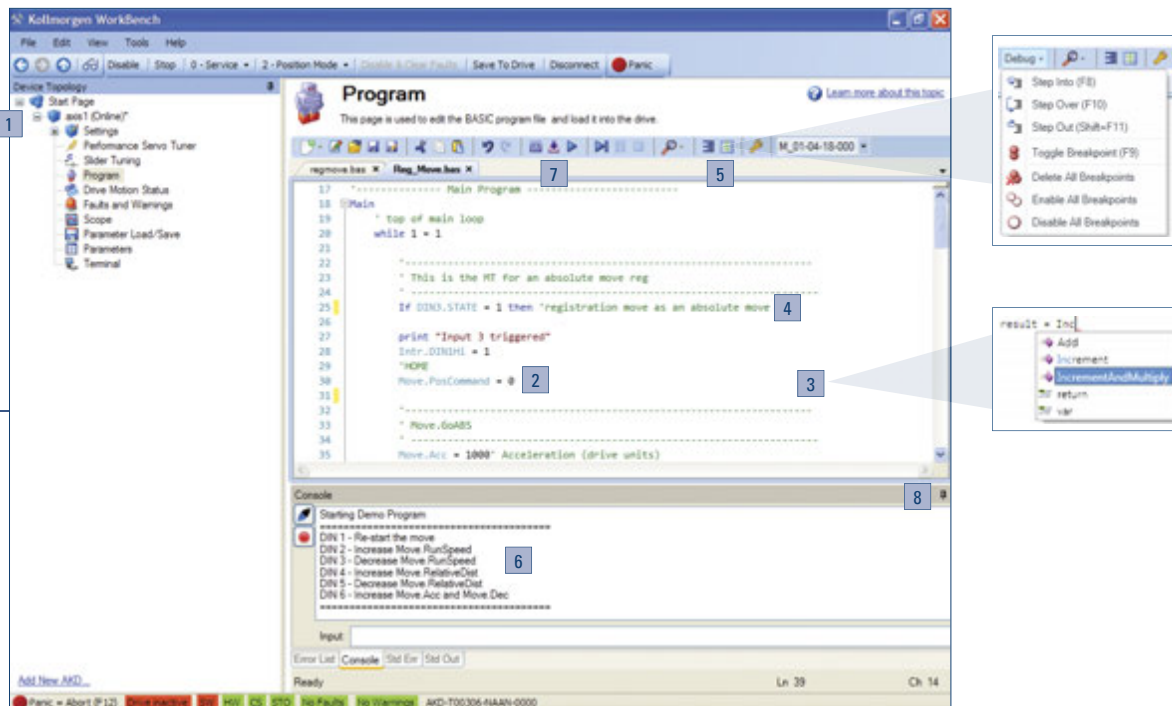 Kollmorgen WorkBench
File Edit View Tools Help
Disable Stop 0 - Service 2 - Position Mode Disable & Clear Faults Save To Drive Disconnect Panic
Device Topology
Start Page
axis1 (Online)*
Settings
Performance Servo Tuner
Slider Tuning
Program
Drive Motion Status
Faults and Warnings
Scope
Parameter Load/Save
Parameters
Terminal
Add New AKD...
1
Program
Learn more about this topic
This page is used to edit the BASIC program file and load it into the drive.
M_01-04-18-000
regmove.bas Reg_Move.bas
7
5
17 '------------- Main Program ------------------------
18 Main
19 ' top of main loop
20 while 1 = 1
21
22 '------------------------------------------------------------------
23 ' This is the MT for an absolute move reg
24 ' -----------------------------------------------------------------
25 If DIN3.STATE = 1 then 'registration move as an absolute move 4
26
27 print "Input 3 triggered"
28 Intr.DIN1HI = 1
29 'HOME
30 Move.PosCommand = 0 2
3
31
32 '------------------------------------------------------------------
33 ' Move.GoABS
34 ' -----------------------------------------------------------------
35 Move.Acc = 1000' Acceleration (drive units)
Console
8
Starting Demo Program
========================================
DIN 1 - Re-start the move
DIN 2 - Increase Move.RunSpeed
DIN 3 - Decrease Move.RunSpeed
DIN 4 - Increase Move.RelativeDist
DIN 5 - Decrease Move.RelativeDist
DIN 6 - Increase Move.Acc and Move.Dec
========================================
6
Input
Error List Console Std Err Std Out
Ready Ln 39 Ch 14
Panic = Abort (F12) Drive Inactive SW HW CS STO No Faults No Warnings AKD-T00306-NAAN-0000
Debug
Step Into (F8)
Step Over (F10)
Step Out (Shift+F11)
Toggle Breakpoint (F9)
Delete All Breakpoints
Enable All Breakpoints
Disable All Breakpoints
result = Inc
Add
Increment
IncrementAndMultiply
return
var